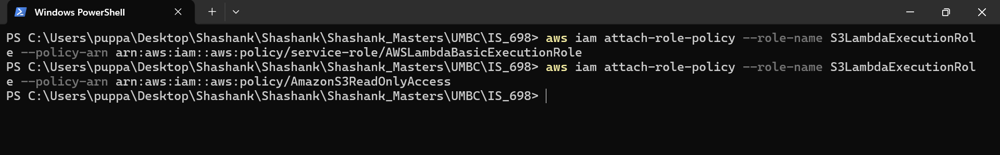 Windows PowerShell
PS C:\Users\puppa\Desktop\Shashank\Shashank\Shashank_Masters\UMBC\IS_698> aws iam attach-role-policy --role-name S3LambdaExecutionRol
e --policy-arn arn:aws:iam::aws:policy/service-role/AWSLambdaBasicExecutionRole
PS C:\Users\puppa\Desktop\Shashank\Shashank\Shashank_Masters\UMBC\IS_698> aws iam attach-role-policy --role-name S3LambdaExecutionRol
e --policy-arn arn:aws:iam::aws:policy/AmazonS3ReadOnlyAccess
PS C:\Users\puppa\Desktop\Shashank\Shashank\Shashank_Masters\UMBC\IS_698>